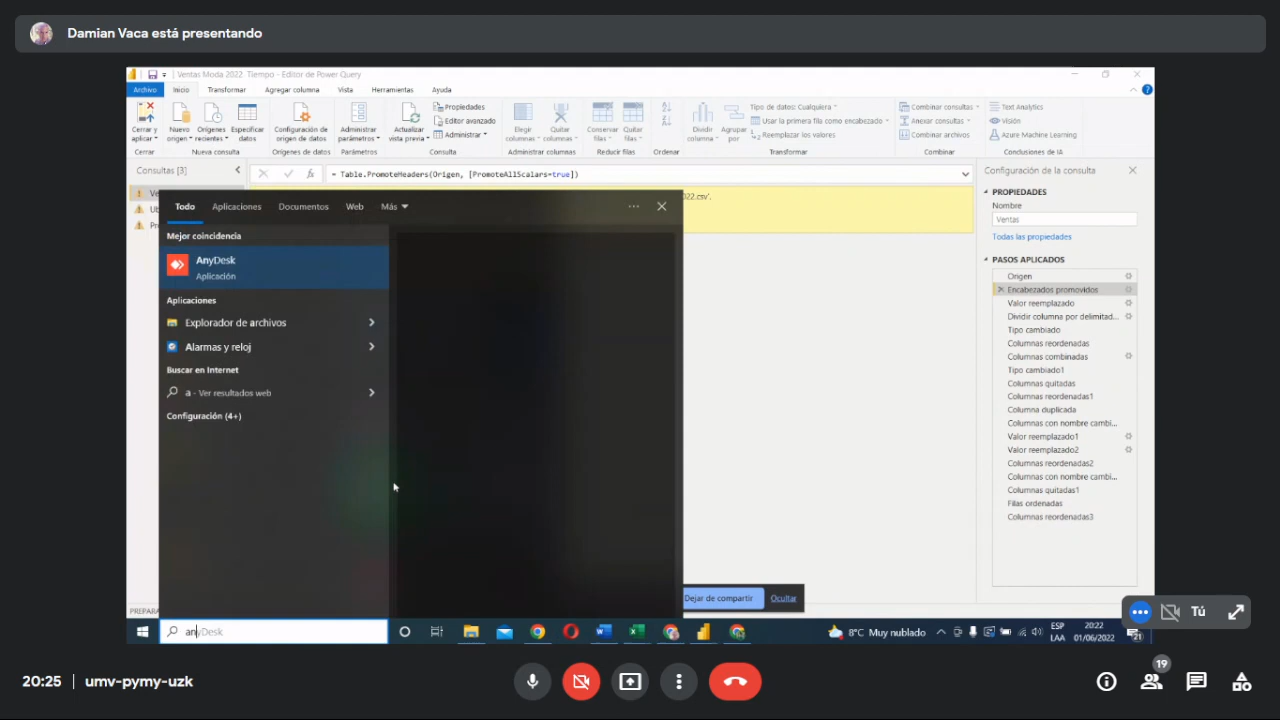 Damian Vaca está presentando
Ventas Moda 2022 Tiempo - Editor de Power Query
Archivo Inicio Transformar Agregar columna Vista Herramientas Ayuda
Cerrar y aplicar
Nuevo origen
Orígenes recientes
Especificar datos
Configuración de origen de datos
Administrar parámetros
Actualizar vista previa
Propiedades
Editor avanzado
Administrar
Elegir columnas
Quitar columnas
Conservar filas
Quitar filas
Dividir columna
Agrupar por
Tipo de datos: Cualquiera
Usar la primera fila como encabezado
Reemplazar los valores
Combinar consultas
Anexar consultas
Combinar archivos
Text Analytics
Visión
Azure Machine Learning
Cerrar Nueva consulta Orígenes de datos Parámetros Consulta Administrar columnas Reducir filas Ordenar Transformar Combinar Conclusiones de IA
Consultas [3]
= Table.PromoteHeaders(Origen, [PromoteAllScalars=true])
Ve
Ub
Pr
022.csv'.
Todo Aplicaciones Documentos Web Más
Mejor coincidencia
AnyDesk
Aplicación
Aplicaciones
Explorador de archivos
Alarmas y reloj
Buscar en Internet
a - Ver resultados web
Configuración (4+)
Configuración de la consulta
PROPIEDADES
Nombre
Ventas
Todas las propiedades
PASOS APLICADOS
Origen
Encabezados promovidos
Valor reemplazado
Dividir columna por delimitad...
Tipo cambiado
Columnas reordenadas
Columnas combinadas
Tipo cambiado1
Columnas quitadas
Columnas reordenadas1
Columna duplicada
Columnas con nombre cambi...
Valor reemplazado1
Valor reemplazado2
Columnas reordenadas2
Columnas con nombre cambi...
Columnas quitadas1
Filas ordenadas
Columnas reordenadas3
Dejar de compartir Ocultar
PREPARA
Tú
anyDesk
8°C Muy nublado
ESP
LAA
20:22
01/06/2022
21
20:25 | umv-pymy-uzk
19